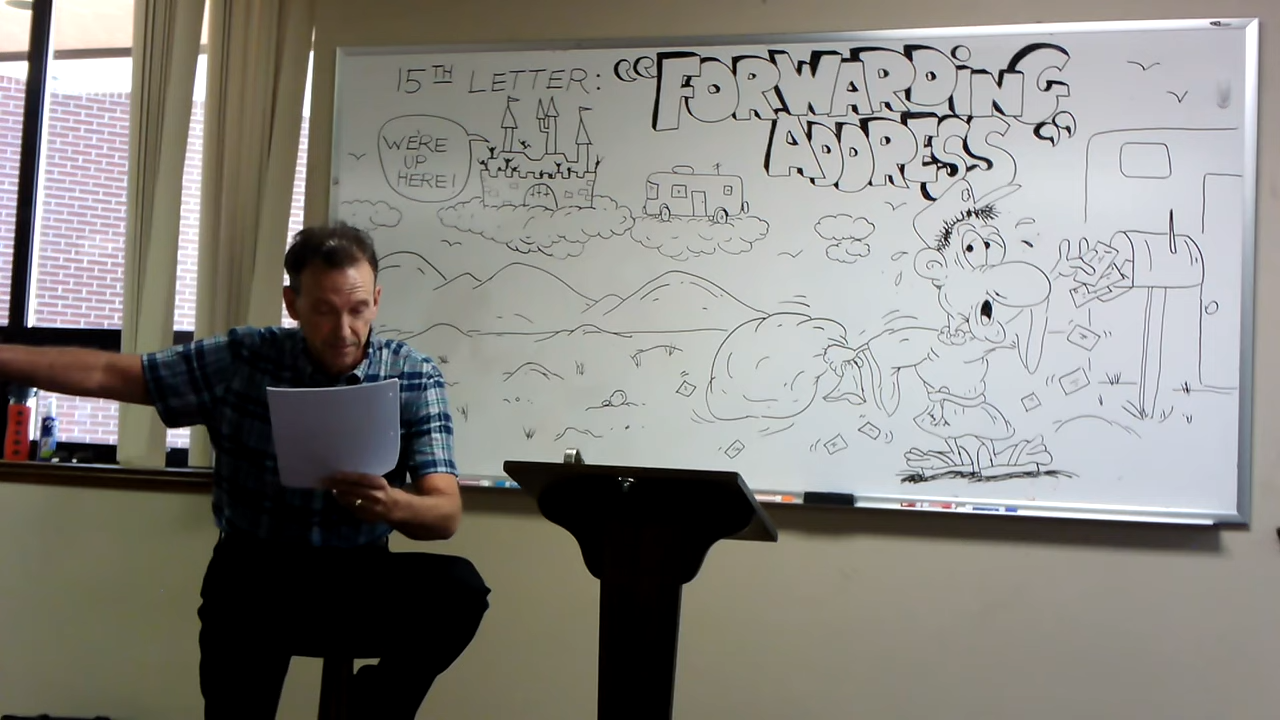 15TH LETTER: "FORWARDING
ADDRESS"
WE'RE
UP
HERE!